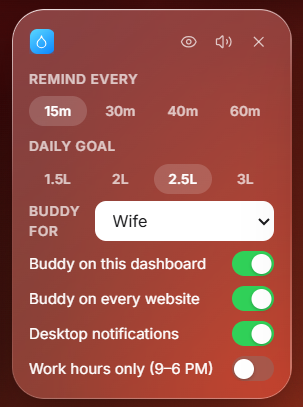 REMIND EVERY
15m 30m 40m 60m
DAILY GOAL
1.5L 2L 2.5L 3L
BUDDY
FOR
Wife
Buddy on this dashboard
Buddy on every website
Desktop notifications
Work hours only (9–6 PM)